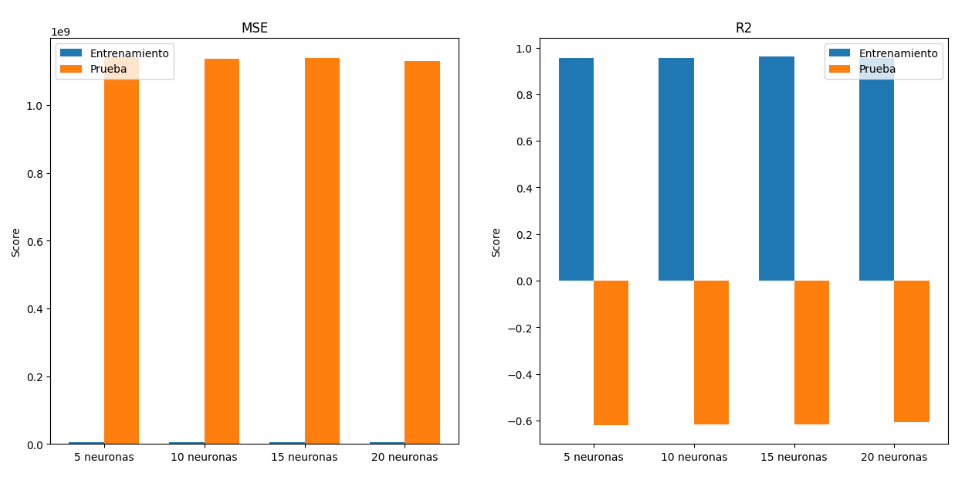 MSE
1e9
Entrenamiento
Prueba
1.0
0.8
0.6
0.4
0.2
0.0
Score
5 neuronas
10 neuronas
15 neuronas
20 neuronas
R2
Entrenamiento
Prueba
1.0
0.8
0.6
0.4
0.2
0.0
−0.2
−0.4
−0.6
Score
5 neuronas
10 neuronas
15 neuronas
20 neuronas